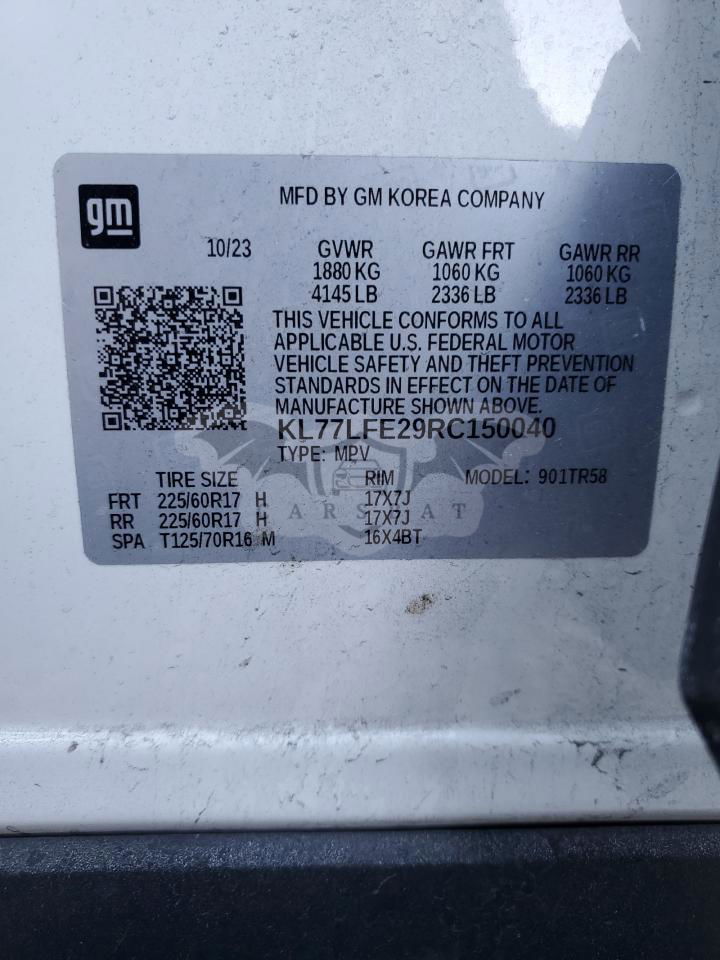 gm
MFD BY GM KOREA COMPANY
10/23 GVWR GAWR FRT GAWR RR
1880 KG 1060 KG 1060 KG
4145 LB 2336 LB 2336 LB
THIS VEHICLE CONFORMS TO ALL
APPLICABLE U.S. FEDERAL MOTOR
VEHICLE SAFETY AND THEFT PREVENTION
STANDARDS IN EFFECT ON THE DATE OF
MANUFACTURE SHOWN ABOVE.
KL77LFE29RC150040
TYPE: MPV
TIRE SIZE RIM MODEL: 901TR58
FRT 225/60R17 H 17X7J
RR 225/60R17 H 17X7J
SPA T125/70R16 M 16X4BT